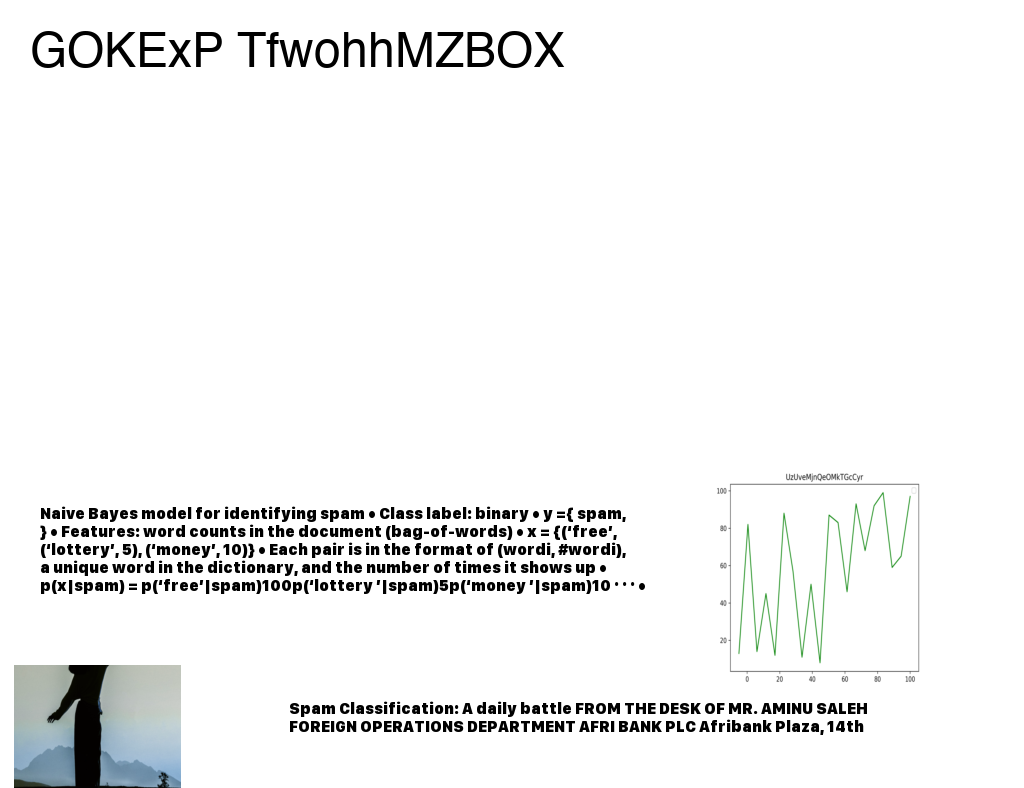 GOKExP TfwohhMZBOX
UzUveMjnQeOMkTGcCyr
100
80
60
40
20
0 20 40 60 80 100
Naive Bayes model for identifying spam • Class label: binary • y ={ spam,
} • Features: word counts in the document (bag-of-words) • x = {(‘free’,
(‘lottery’, 5), (‘money’, 10)} • Each pair is in the format of (wordi, #wordi),
a unique word in the dictionary, and the number of times it shows up •
p(x|spam) = p(‘free’|spam)100p(‘lottery ’|spam)5p(‘money ’|spam)10 · · · •
Spam Classification: A daily battle FROM THE DESK OF MR. AMINU SALEH
FOREIGN OPERATIONS DEPARTMENT AFRI BANK PLC Afribank Plaza, 14th